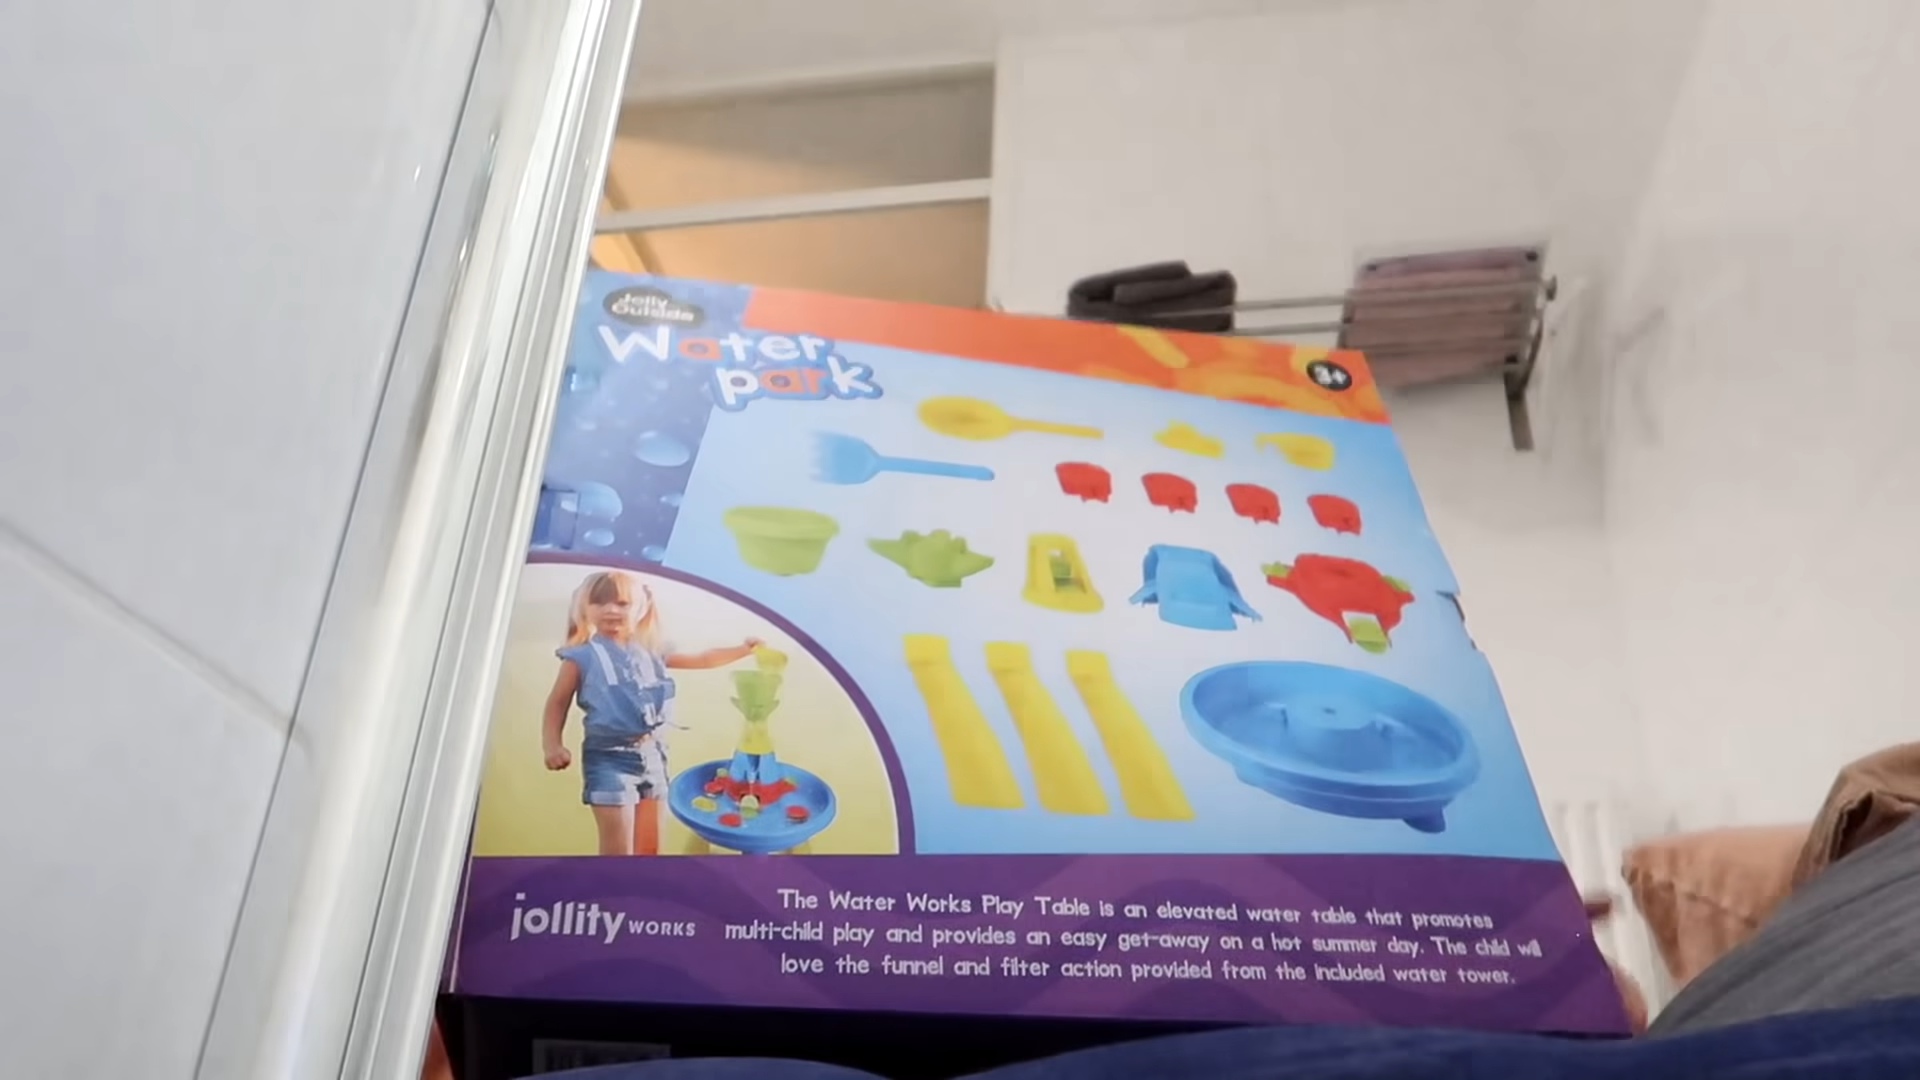 Jolly
Outside
Water
park
3+
jollity WORKS
The Water Works Play Table is an elevated water table that promotes
multi-child play and provides an easy get-away on a hot summer day. The child will
love the funnel and filter action provided from the included water tower.